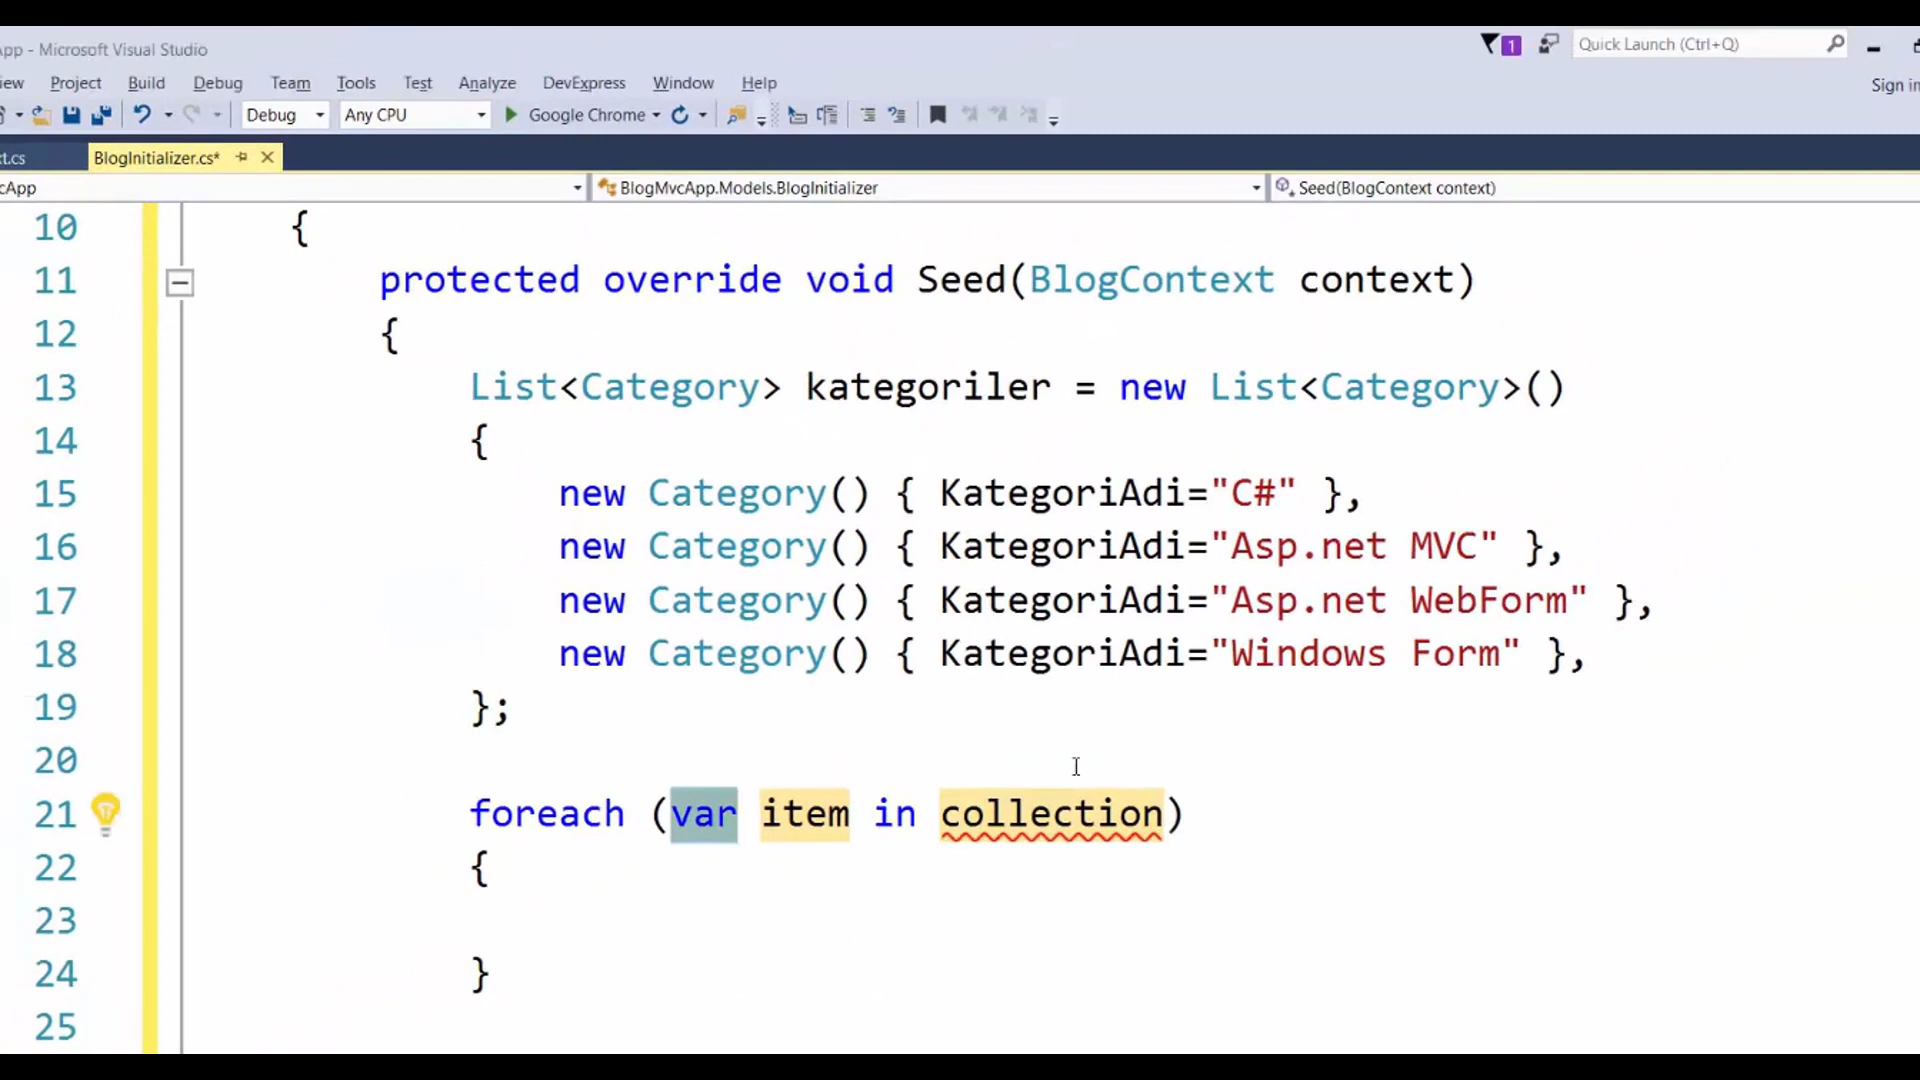 App - Microsoft Visual Studio
1
Quick Launch (Ctrl+Q)
iew Project Build Debug Team Tools Test Analyze DevExpress Window Help
Sign in
Debug Any CPU Google Chrome
xt.cs BlogInitializer.cs*
cApp BlogMvcApp.Models.BlogInitializer Seed(BlogContext context)
10 {
11 protected override void Seed(BlogContext context)
12 {
13 List<Category> kategoriler = new List<Category>()
14 {
15 new Category() { KategoriAdi="C#" },
16 new Category() { KategoriAdi="Asp.net MVC" },
17 new Category() { KategoriAdi="Asp.net WebForm" },
18 new Category() { KategoriAdi="Windows Form" },
19 };
20
21 foreach (var item in collection)
22 {
23
24 }
25